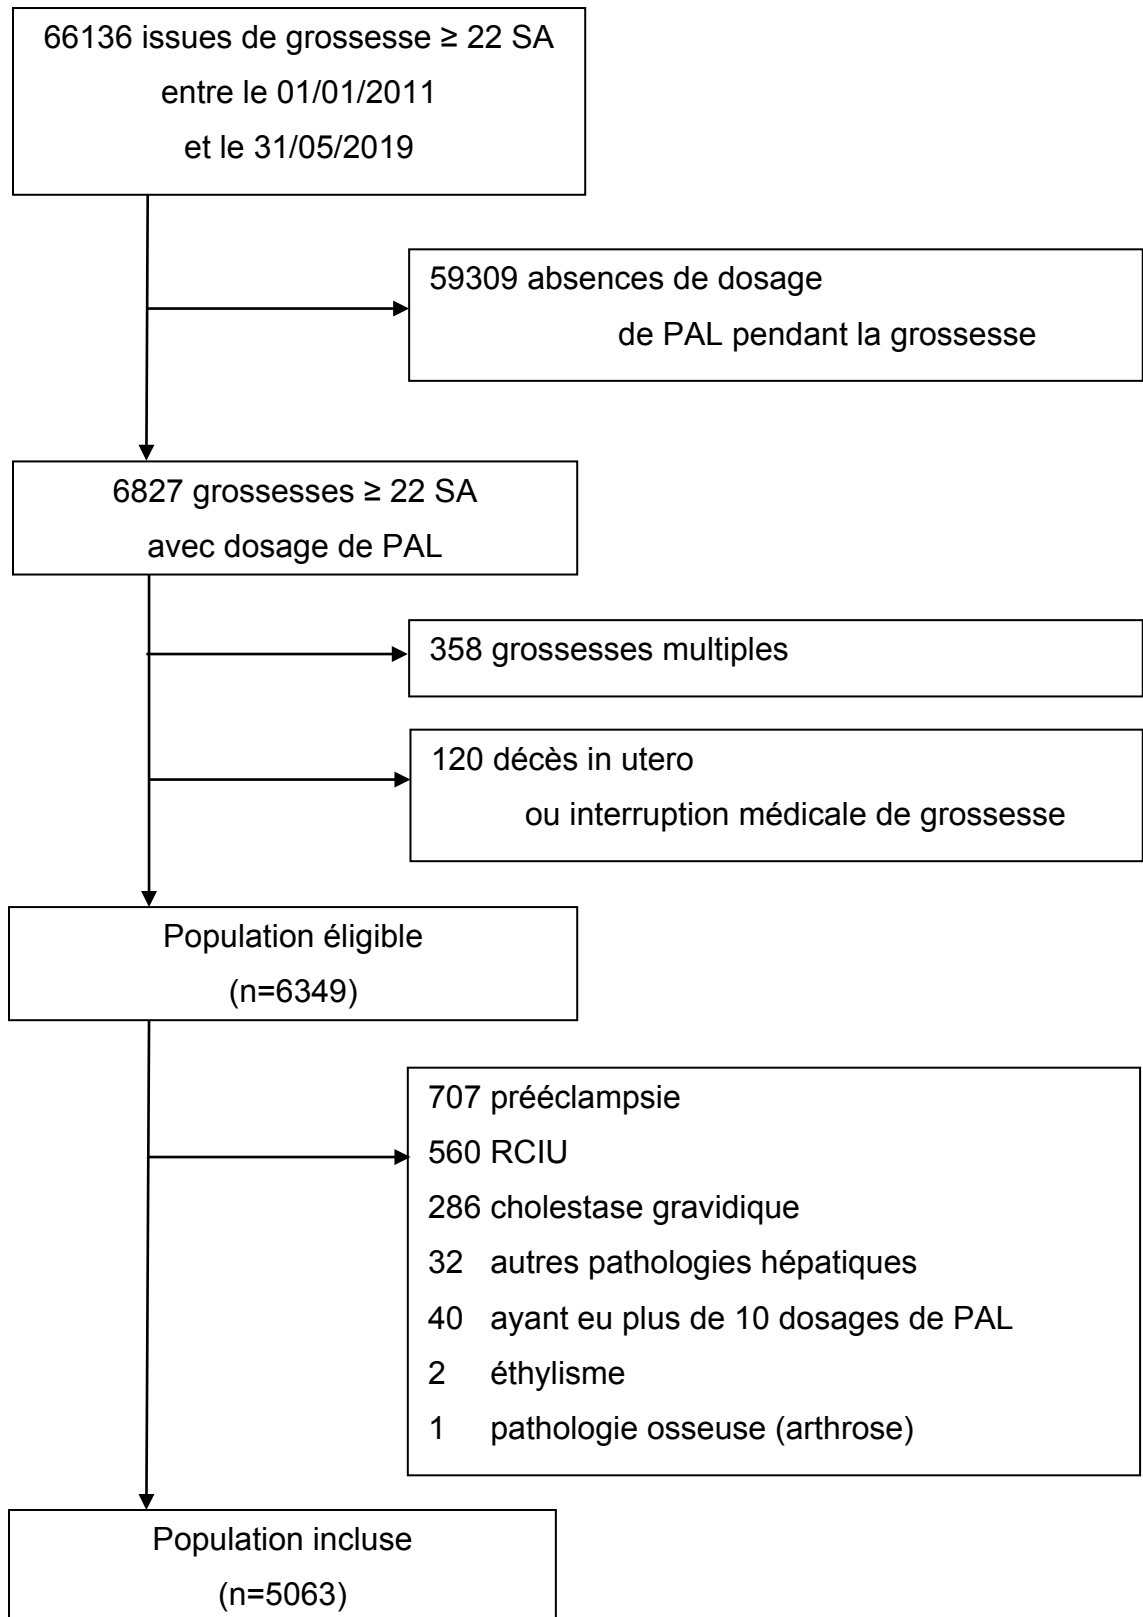 66136 issues de grossesse ≥ 22 SA
entre le 01/01/2011
et le 31/05/2019
59309 absences de dosage
de PAL pendant la grossesse
6827 grossesses ≥ 22 SA
avec dosage de PAL
358 grossesses multiples
120 décès in utero
ou interruption médicale de grossesse
Population éligible
(n=6349)
707 prééclampsie
560 RCIU
286 cholestase gravidique
32 autres pathologies hépatiques
40 ayant eu plus de 10 dosages de PAL
2 éthylisme
1 pathologie osseuse (arthrose)
Population incluse
(n=5063)